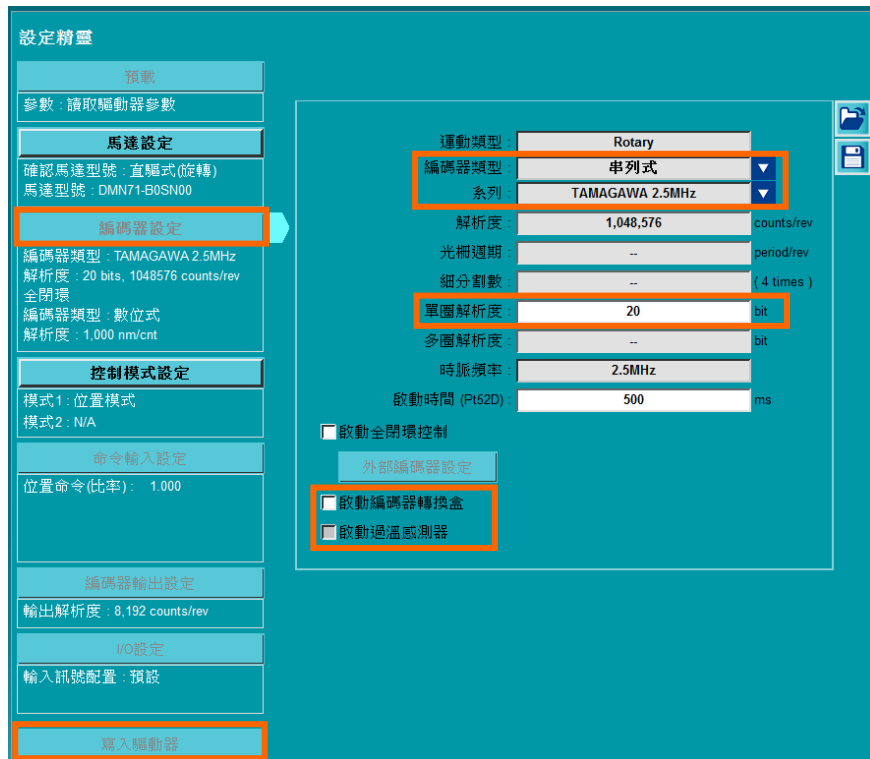 設定精靈
預載
參數 : 讀取驅動器參數
馬達設定
確認馬達型號 : 直驅式(旋轉)
馬達型號 : DMN71-B0SN00
編碼器設定
編碼器類型 : TAMAGAWA 2.5MHz
解析度 : 20 bits, 1048576 counts/rev
全閉環
編碼器類型 : 數位式
解析度 : 1,000 nm/cnt
控制模式設定
模式1 : 位置模式
模式2 : N/A
命令輸入設定
位置命令(比率) : 1.000
編碼器輸出設定
輸出解析度 : 8,192 counts/rev
I/O設定
輸入訊號配置 : 預設
寫入驅動器
運動類型 : Rotary
編碼器類型 : 串列式
系列 : TAMAGAWA 2.5MHz
解析度 : 1,048,576 counts/rev
光柵週期 : -- period/rev
細分割數 : -- ( 4 times )
單圈解析度 : 20 bit
多圈解析度 : -- bit
時脈頻率 : 2.5MHz
啟動時間 (Pt52D) : 500 ms
啟動全閉環控制
外部編碼器設定
啟動編碼器轉換盒
啟動過溫感測器